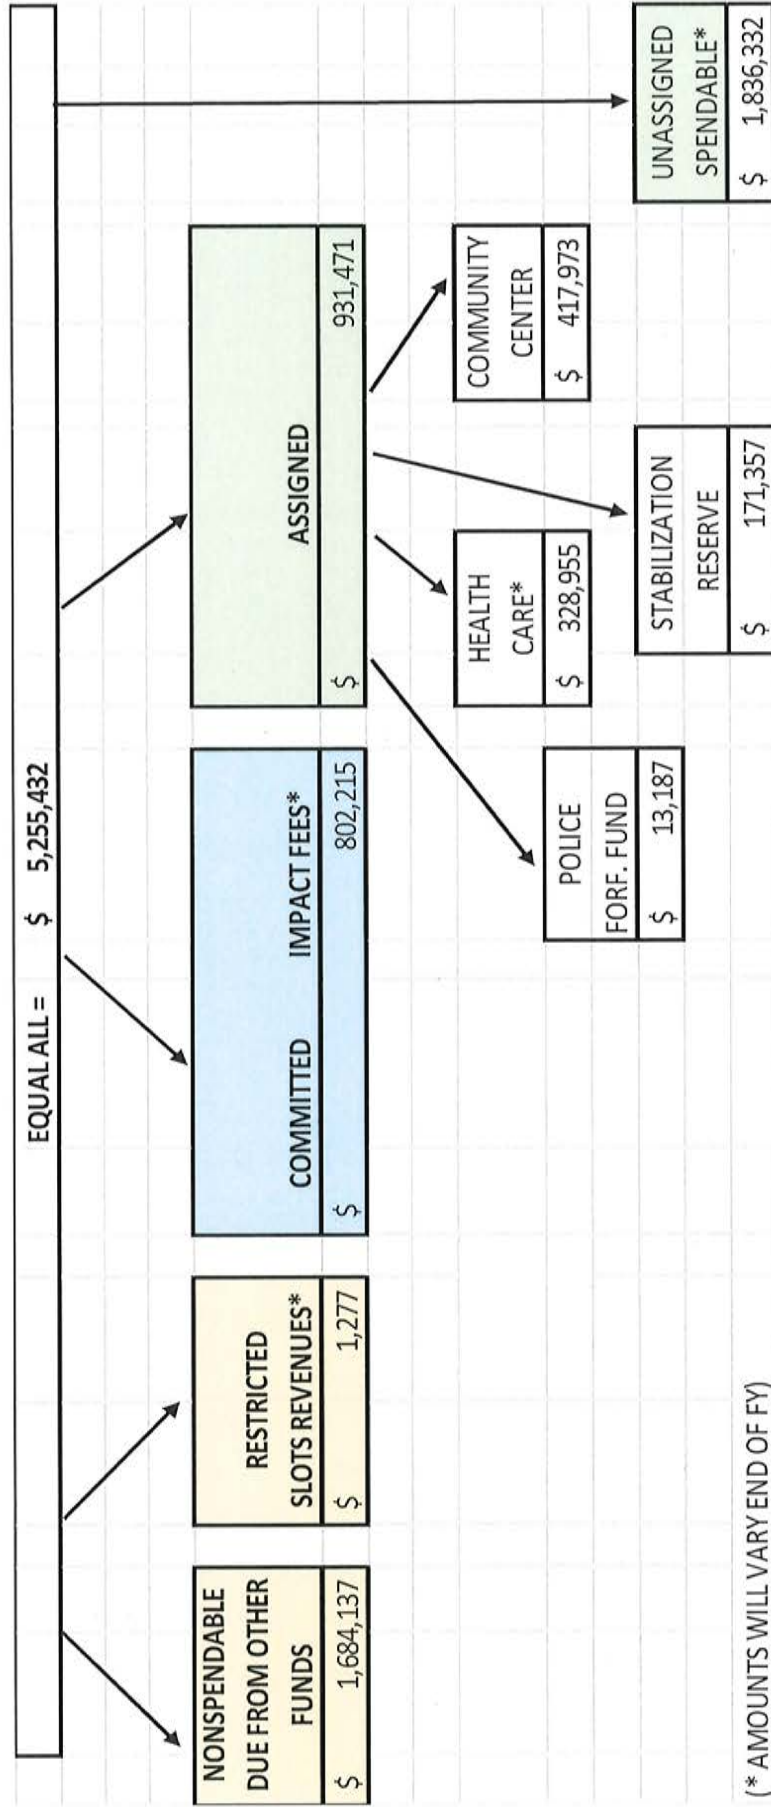 EQUAL ALL = $ 5,255,432
NONSPENDABLE
DUE FROM OTHER
FUNDS
$ 1,684,137
RESTRICTED
SLOTS REVENUES*
$ 1,277
COMMITTED IMPACT FEES*
$ 802,215
ASSIGNED
$ 931,471
POLICE
FORF. FUND
$ 13,187
HEALTH
CARE*
$ 328,955
STABILIZATION
RESERVE
$ 171,357
COMMUNITY
CENTER
$ 417,973
UNASSIGNED
SPENDABLE*
$ 1,836,332
(* AMOUNTS WILL VARY END OF FY)